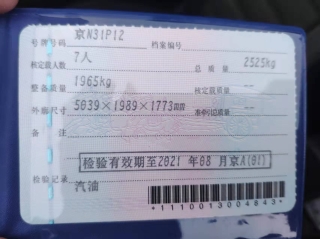 号牌号码 京N31P12 档案编号
核定载人数 7人 总质量 2525kg
整备质量 1965kg 核定载质量 --
外廓尺寸 5039×1989×1773mm 准牵引总质量 --
备注
检验有效期至2021年08月京A(01)
检验记录 汽油
*1110013004843*